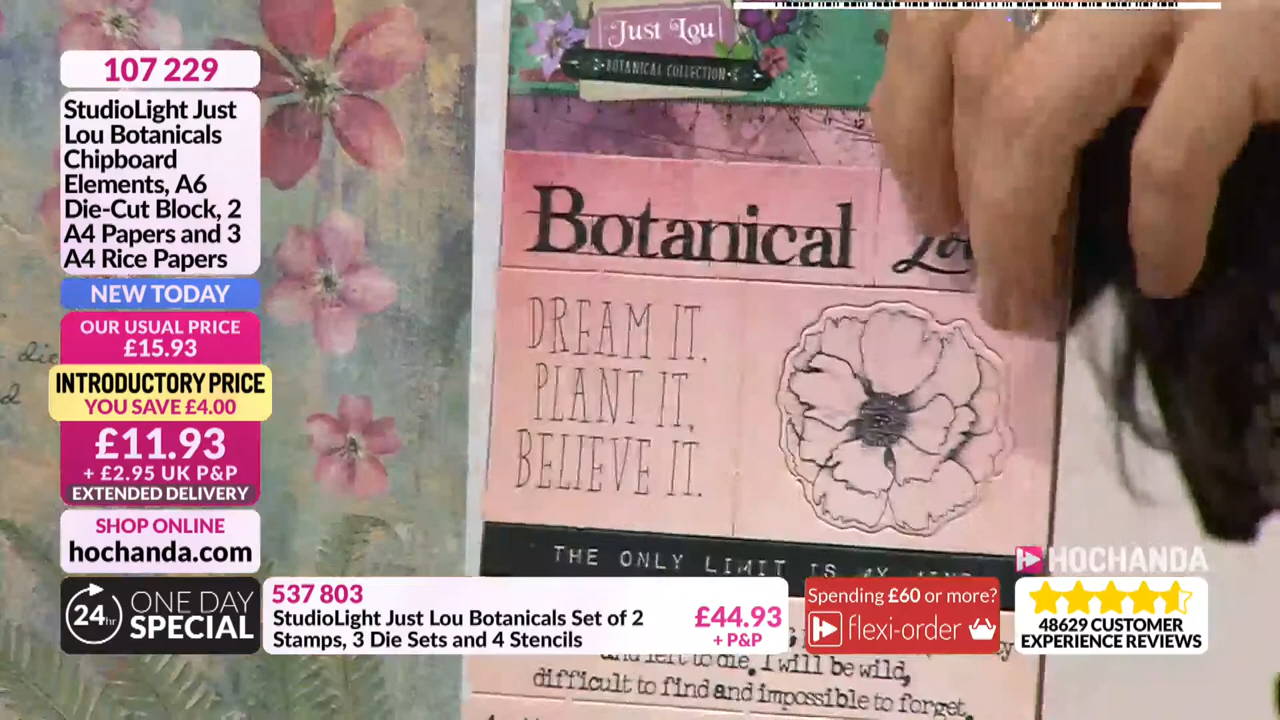 107 229
StudioLight Just
Lou Botanicals
Chipboard
Elements, A6
Die-Cut Block, 2
A4 Papers and 3
A4 Rice Papers
NEW TODAY
OUR USUAL PRICE
£15.93
INTRODUCTORY PRICE
YOU SAVE £4.00
£11.93
+ £2.95 UK P&P
EXTENDED DELIVERY
SHOP ONLINE
hochanda.com
24hr
ONE DAY
SPECIAL
537 803
StudioLight Just Lou Botanicals Set of 2
Stamps, 3 Die Sets and 4 Stencils
£44.93
+ P&P
Spending £60 or more?
flexi-order
HOCHANDA
48629 CUSTOMER
EXPERIENCE REVIEWS
Just Lou
BOTANICAL COLLECTION
Botanical
DREAM IT.
PLANT IT,
BELIEVE IT.
THE ONLY LIMIT IS
and left to die, I will be wild,
difficult to find and impossible to forget.
die